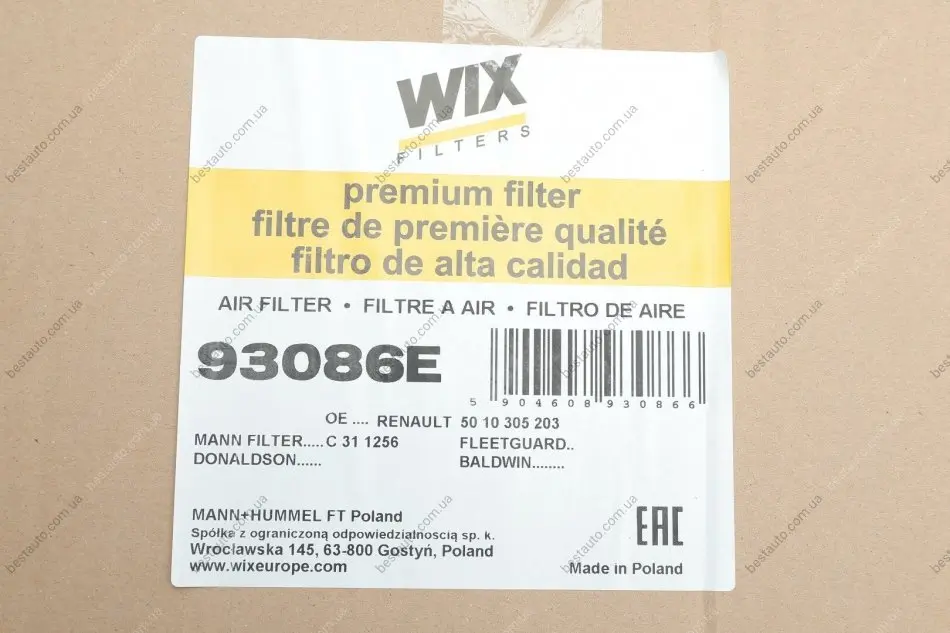 WIX
FILTERS
premium filter
filtre de première qualité
filtro de alta calidad
AIR FILTER • FILTRE A AIR • FILTRO DE AIRE
93086E
5 904608 930866
OE .... RENAULT 50 10 305 203
MANN FILTER.....C 31 1256 FLEETGUARD..
DONALDSON...... BALDWIN........
MANN+HUMMEL FT Poland
Spółka z ograniczoną odpowiedzialnością sp. k.
Wrocławska 145, 63-800 Gostyń, Poland
www.wixeurope.com
EAC
Made in Poland
bestauto.com.ua